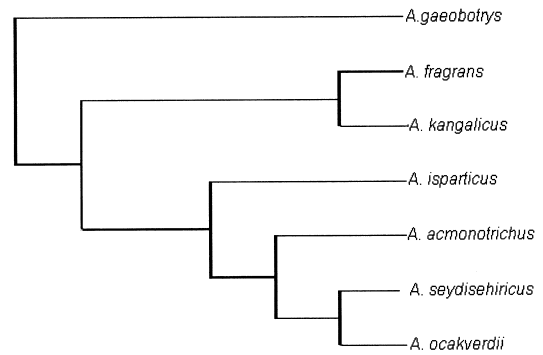 A.gaeobotrys
A. fragrans
A. kangalicus
A. isparticus
A. acmonotrichus
A. seydisehiricus
A. ocakverdii